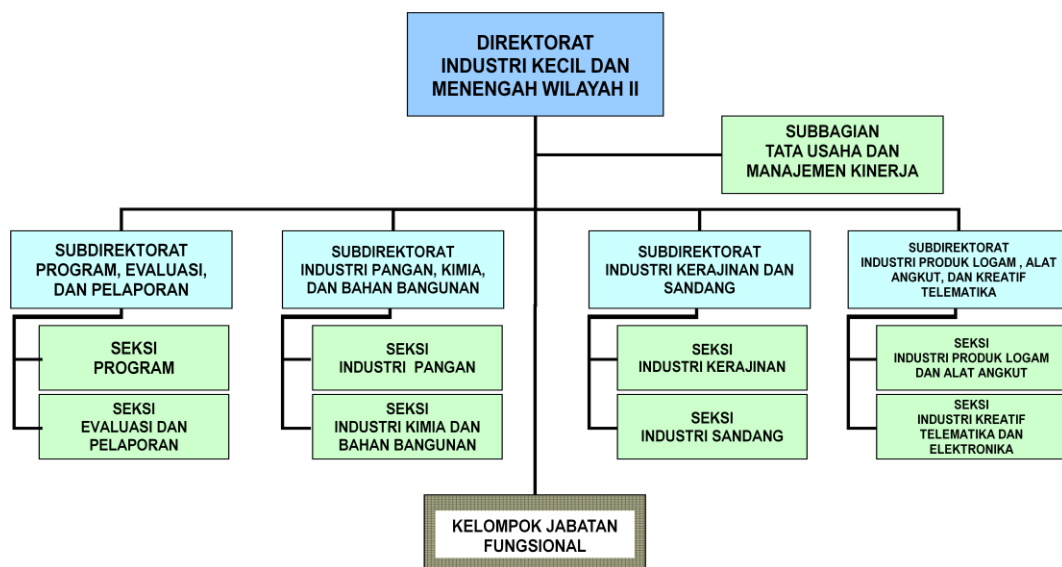 DIREKTORAT
INDUSTRI KECIL DAN
MENENGAH WILAYAH II
SUBBAGIAN
TATA USAHA DAN
MANAJEMEN KINERJA
SUBDIREKTORAT
PROGRAM, EVALUASI,
DAN PELAPORAN
SUBDIREKTORAT
INDUSTRI PANGAN, KIMIA,
DAN BAHAN BANGUNAN
SUBDIREKTORAT
INDUSTRI KERAJINAN DAN
SANDANG
SUBDIREKTORAT
INDUSTRI PRODUK LOGAM , ALAT
ANGKUT, DAN KREATIF
TELEMATIKA
SEKSI
PROGRAM
SEKSI
INDUSTRI PANGAN
SEKSI
INDUSTRI KERAJINAN
SEKSI
INDUSTRI PRODUK LOGAM
DAN ALAT ANGKUT
SEKSI
EVALUASI DAN
PELAPORAN
SEKSI
INDUSTRI KIMIA DAN
BAHAN BANGUNAN
SEKSI
INDUSTRI SANDANG
SEKSI
INDUSTRI KREATIF
TELEMATIKA DAN
ELEKTRONIKA
KELOMPOK JABATAN
FUNGSIONAL